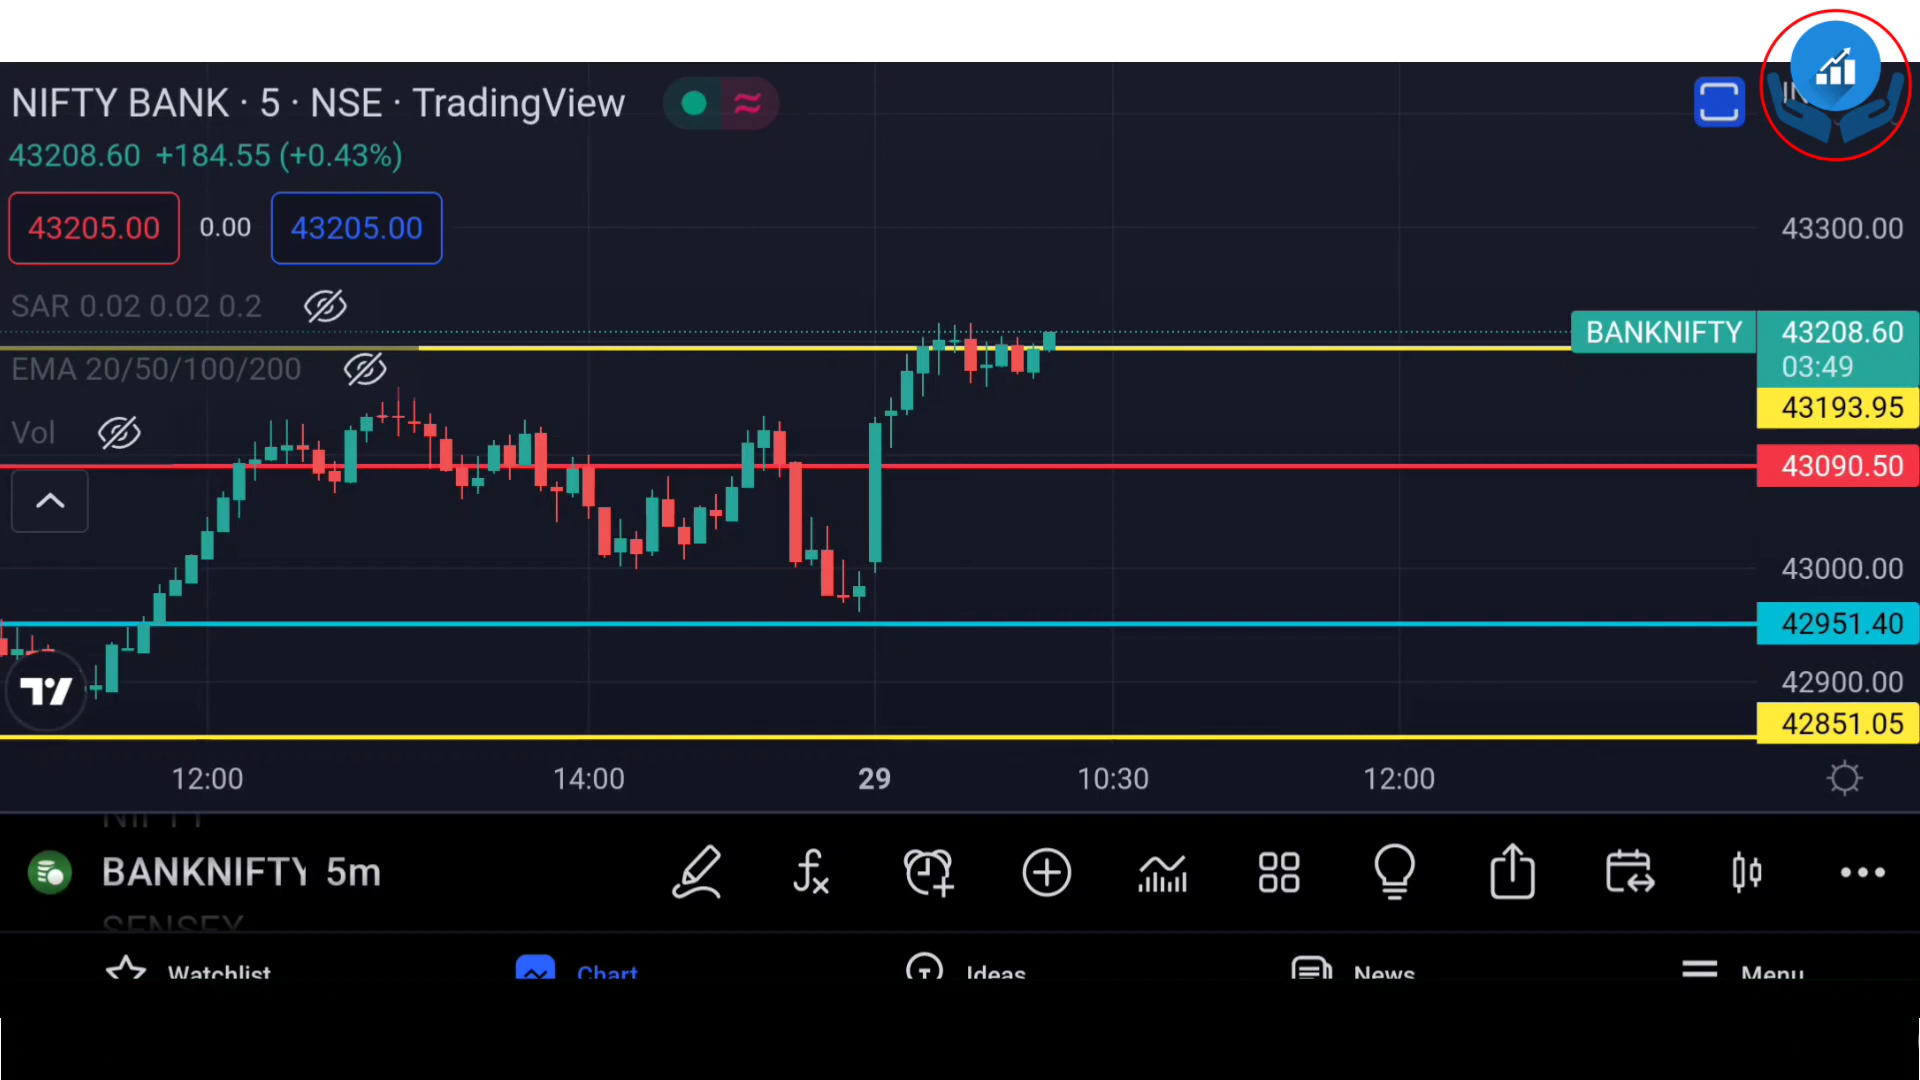 NIFTY BANK · 5 · NSE · TradingView
43208.60 +184.55 (+0.43%)
43205.00 0.00 43205.00
43300.00
SAR 0.02 0.02 0.2
BANKNIFTY 43208.60
03:49
EMA 20/50/100/200
43193.95
Vol
43090.50
43000.00
42951.40
42900.00
42851.05
12:00 14:00 29 10:30 12:00
NIFTY
BANKNIFTY 5m
SENSEX
Watchlist Chart Ideas News Menu